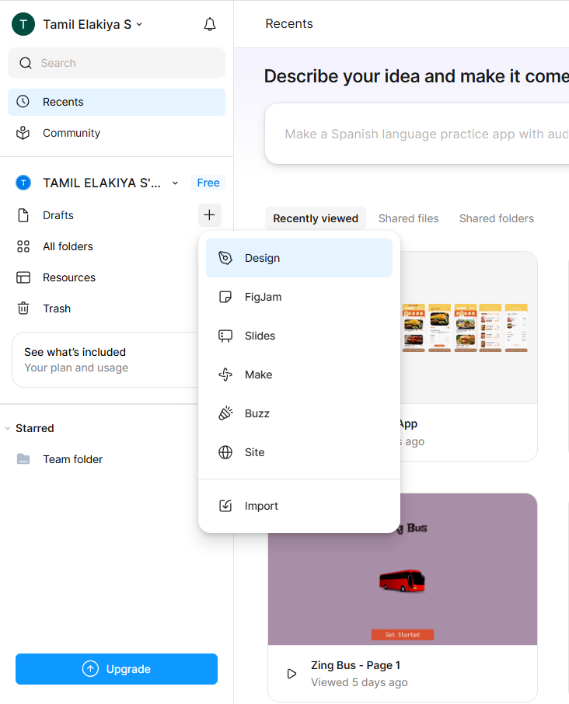 T
Tamil Elakiya S
Search
Recents
Community
T
TAMIL ELAKIYA S'...
Free
Drafts
All folders
Resources
Trash
See what's included
Your plan and usage
Starred
Team folder
Upgrade
Recents
Describe your idea and make it come
Make a Spanish language practice app with aud
Recently viewed
Shared files
Shared folders
Design
FigJam
Slides
Make
Buzz
Site
Import
App
s ago
ng Bus
Get Started
Zing Bus - Page 1
Viewed 5 days ago